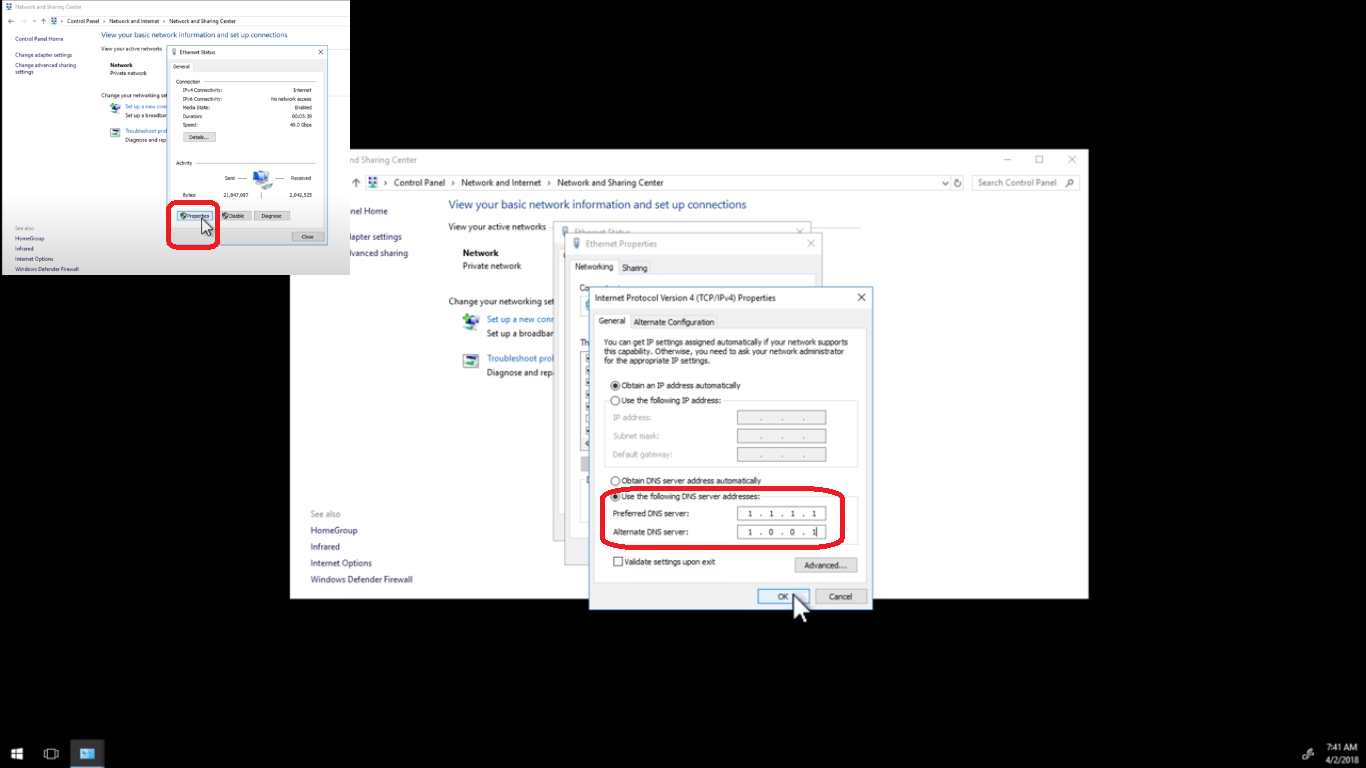 Network and Sharing Center
Control Panel > Network and Internet > Network and Sharing Center
Control Panel Home
Change adapter settings
Change advanced sharing
settings
View your basic network information and set up connections
View your active networks
Network
Private network
Change your networking set
Set up a new conn
Set up a broadban
Troubleshoot prol
Diagnose and rep
See also
HomeGroup
Infrared
Internet Options
Windows Defender Firewall
Ethernet Status
General
Connection
IPv4 Connectivity: Internet
IPv6 Connectivity: No network access
Media State: Enabled
Duration: 00:05:39
Speed: 40.0 Gbps
Details...
Activity
Sent Received
Bytes: 21,847,087 2,042,525
Properties Disable Diagnose
Close
nd Sharing Center
Control Panel > Network and Internet > Network and Sharing Center
Search Control Panel
nel Home
lapter settings
lvanced sharing
View your basic network information and set up connections
View your active networks
Network
Private network
Change your networking set
Set up a new conn
Set up a broadban
Troubleshoot prol
Diagnose and repa
See also
HomeGroup
Infrared
Internet Options
Windows Defender Firewall
Ethernet Status
Ethernet Properties
Networking Sharing
Internet Protocol Version 4 (TCP/IPv4) Properties
General Alternate Configuration
You can get IP settings assigned automatically if your network supports
this capability. Otherwise, you need to ask your network administrator
for the appropriate IP settings.
Obtain an IP address automatically
Use the following IP address:
IP address: . . .
Subnet mask: . . .
Default gateway: . . .
Obtain DNS server address automatically
Use the following DNS server addresses:
Preferred DNS server: 1 . 1 . 1 . 1
Alternate DNS server: 1 . 0 . 0 . 1
Validate settings upon exit
Advanced...
OK Cancel
7:41 AM
4/2/2018